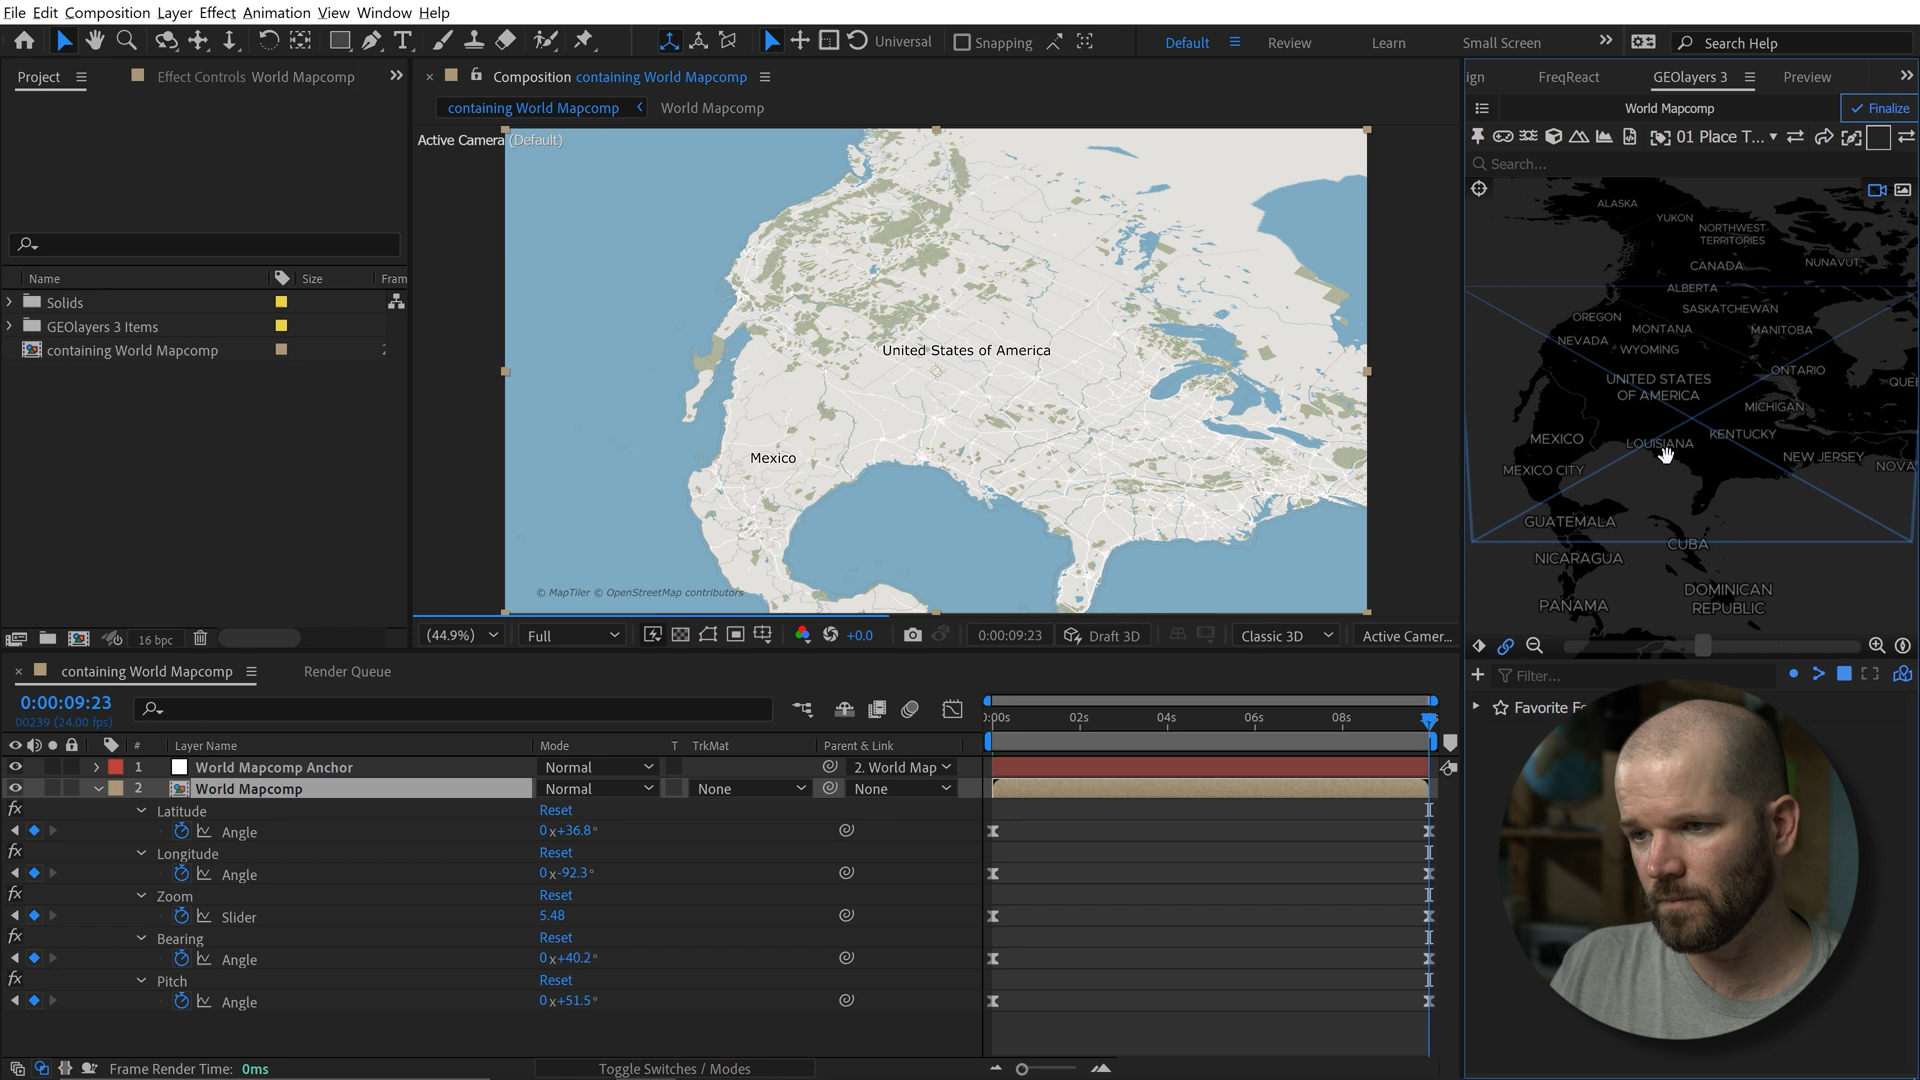 File Edit Composition Layer Effect Animation View Window Help
Universal Snapping Default Review Learn Small Screen Search Help
Project Effect Controls World Mapcomp
Composition containing World Mapcomp
ign FreqReact GEOlayers 3 Preview
containing World Mapcomp World Mapcomp
World Mapcomp Finalize
Active Camera (Default)
01 Place T...
Search...
Name Size Fram
Solids
GEOlayers 3 Items
containing World Mapcomp
United States of America
Mexico
© MapTiler © OpenStreetMap contributors
ALASKA
YUKON
NORTHWEST
TERRITORIES
CANADA
NUNAVUT
ALBERTA
SASKATCHEWAN
OREGON
MONTANA
MANITOBA
NEVADA
WYOMING
ONTARIO
UNITED STATES
OF AMERICA
QUE
MICHIGAN
KENTUCKY
MEXICO
LOUISIANA
NEW JERSEY
NOVA
MEXICO CITY
GUATEMALA
CUBA
NICARAGUA
DOMINICAN
REPUBLIC
PANAMA
16 bpc
(44.9%) Full +0.0 0:00:09:23 Draft 3D Classic 3D Active Camer...
containing World Mapcomp Render Queue
Filter...
0:00:09:23
00239 (24.00 fps)
0:00s 02s 04s 06s 08s
Favorite Fe
# Layer Name Mode T TrkMat Parent & Link
1 World Mapcomp Anchor Normal 2. World Map
2 World Mapcomp Normal None None
fx Latitude Reset
Angle 0x+36.8°
fx Longitude Reset
Angle 0x-92.3°
fx Zoom Reset
Slider 5.48
fx Bearing Reset
Angle 0x+40.2°
fx Pitch Reset
Angle 0x+51.5°
Frame Render Time: 0ms Toggle Switches / Modes